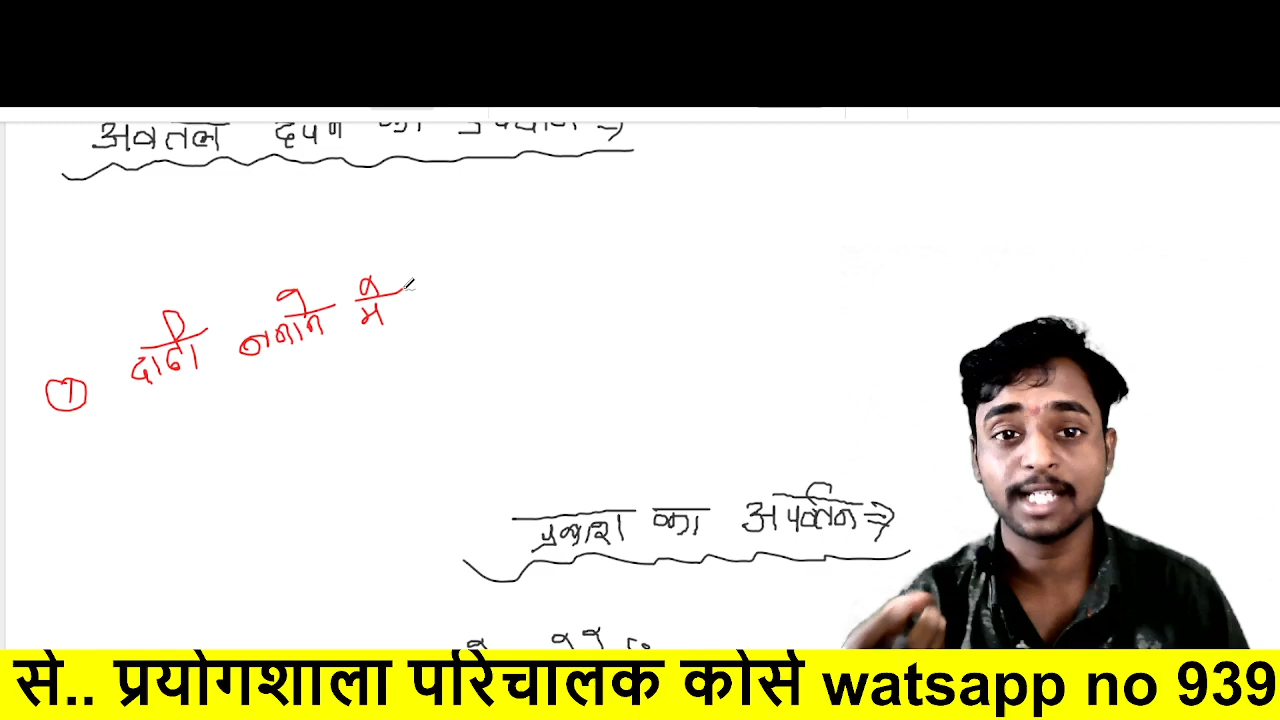 अवतल दर्पण का उपयोग ⇒
① दाढी बनाने में
प्रकाश का अपवर्तन ⇒
से.. प्रयोगशाला परिचालक कोर्स watsapp no 939